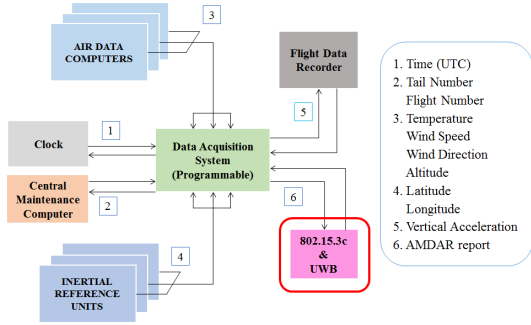 AIR DATA
COMPUTERS
3
Flight Data
Recorder
5
1
Clock
Data Acquisition
System
(Programmable)
Central
Maintenance
Computer
2
6
802.15.3c
&
UWB
4
INERTIAL
REFERENCE
UNITS
1. Time (UTC)
2. Tail Number
Flight Number
3. Temperature
Wind Speed
Wind Direction
Altitude
4. Latitude
Longitude
5. Vertical Acceleration
6. AMDAR report